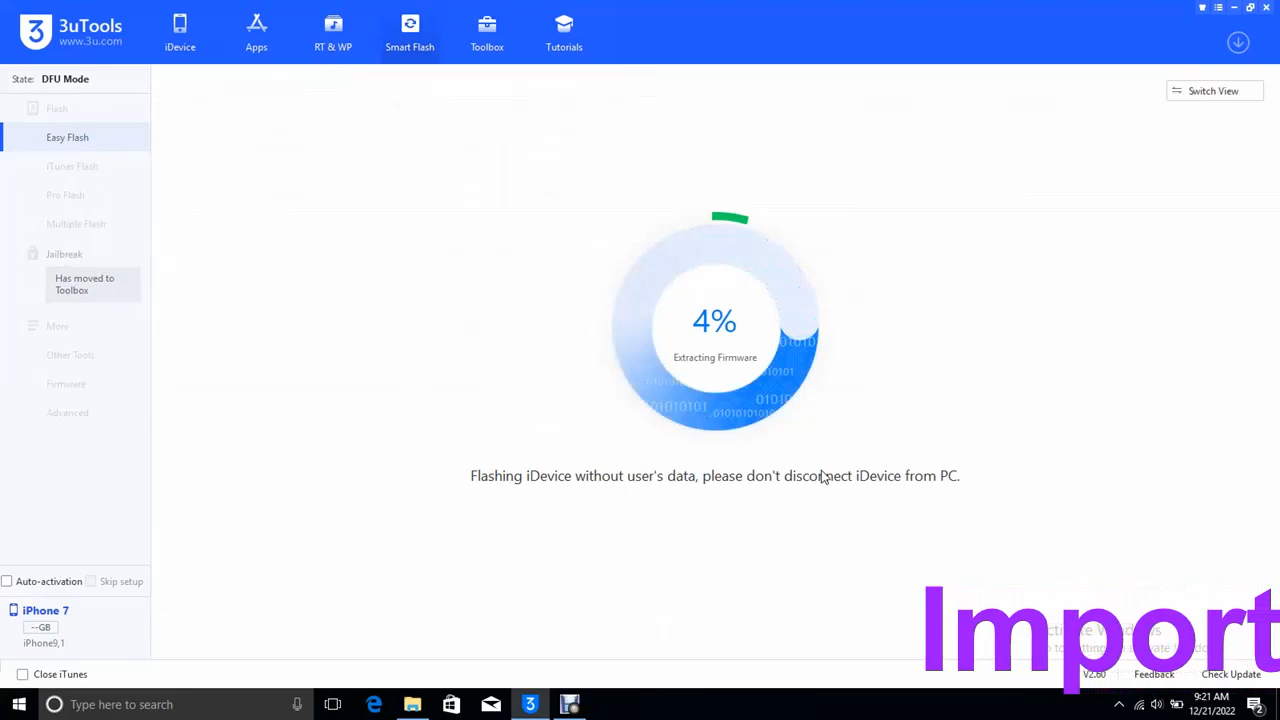 3uTools
www.3u.com
iDevice
Apps
RT & WP
Smart Flash
Toolbox
Tutorials
State: DFU Mode
Switch View
Flash
Easy Flash
iTunes Flash
Pro Flash
Multiple Flash
Jailbreak
Has moved to
Toolbox
More
Other Tools
Firmware
Advanced
4%
Extracting Firmware
01010101
01010
010101010
Flashing iDevice without user's data, please don't disconnect iDevice from PC.
Auto-activation
Skip setup
iPhone 7
--GB
iPhone9,1
Import
Close iTunes
V2.60
Feedback
Check Update
Type here to search
9:21 AM
12/21/2022
2